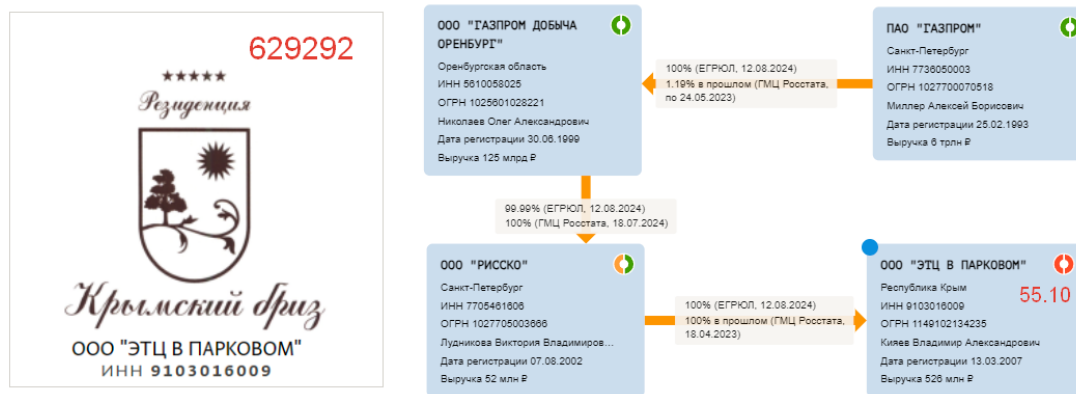 629292
★★★★★
Резиденция
Крымский бриз
ООО "ЭТЦ В ПАРКОВОМ"
ИНН 9103016009
ООО "ГАЗПРОМ ДОБЫЧА
ОРЕНБУРГ"
Оренбургская область
ИНН 5610058025
ОГРН 1025601028221
Николаев Олег Александрович
Дата регистрации 30.06.1999
Выручка 125 млрд ₽
100% (ЕГРЮЛ, 12.08.2024)
1.19% в прошлом (ГМЦ Росстата,
по 24.05.2023)
ПАО "ГАЗПРОМ"
Санкт-Петербург
ИНН 7736050003
ОГРН 1027700070518
Миллер Алексей Борисович
Дата регистрации 25.02.1993
Выручка 6 трлн ₽
99.99% (ЕГРЮЛ, 12.08.2024)
100% (ГМЦ Росстата, 18.07.2024)
ООО "РИССКО"
Санкт-Петербург
ИНН 7705461606
ОГРН 1027705003666
Лудникова Виктория Владимиров...
Дата регистрации 07.08.2002
Выручка 52 млн ₽
100% (ЕГРЮЛ, 12.08.2024)
100% в прошлом (ГМЦ Росстата,
18.04.2023)
ООО "ЭТЦ В ПАРКОВОМ"
Республика Крым
55.10
ИНН 9103016009
ОГРН 1149102134235
Кияев Владимир Александрович
Дата регистрации 13.03.2007
Выручка 526 млн ₽